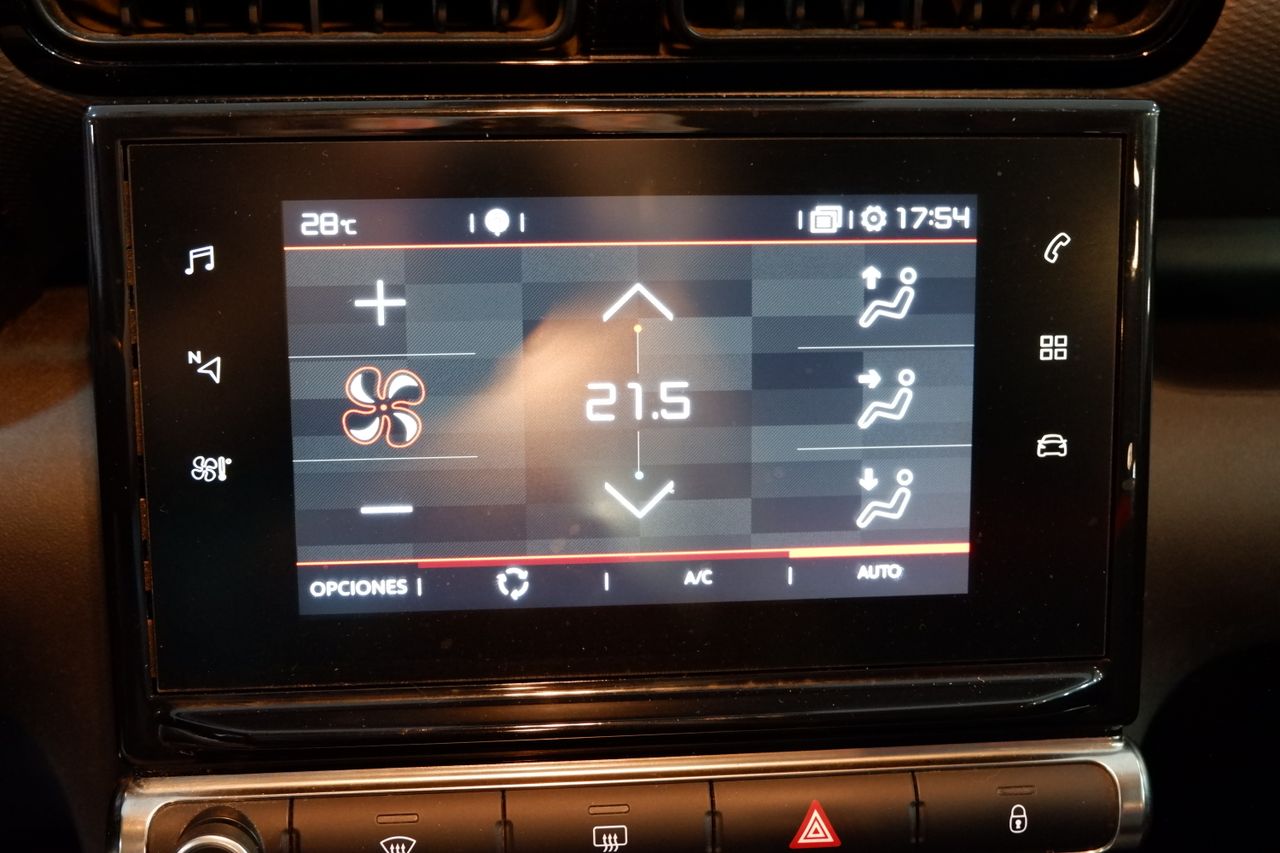 28°C 17:54
N
21.5
OPCIONES A/C AUTO